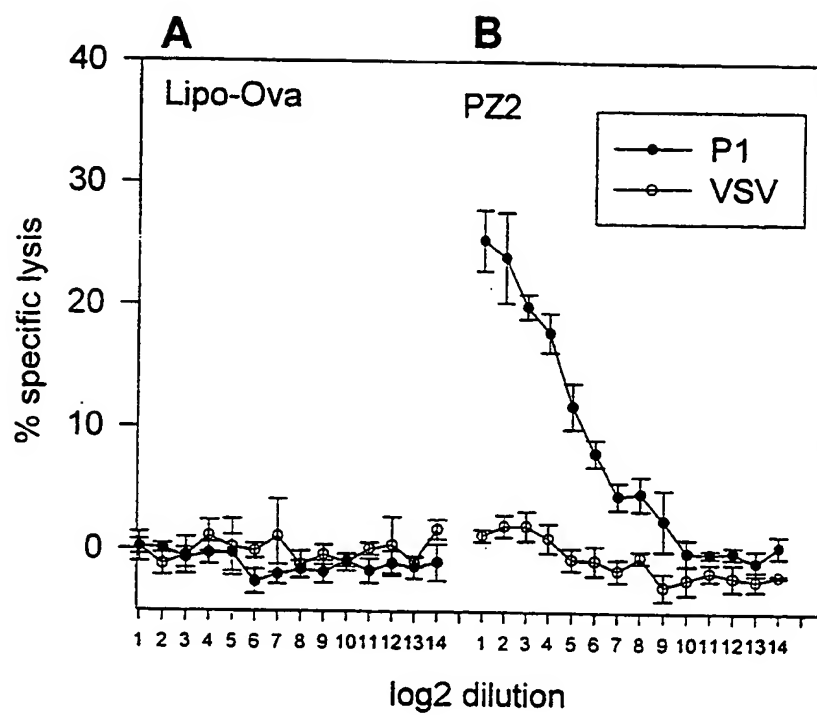 A B
40
Lipo-Ova PZ2
P1
VSV
30
20
10
0
% specific lysis
1 2 3 4 5 6 7 8 9 10 11 12 13 14 1 2 3 4 5 6 7 8 9 10 11 12 13 14
log2 dilution